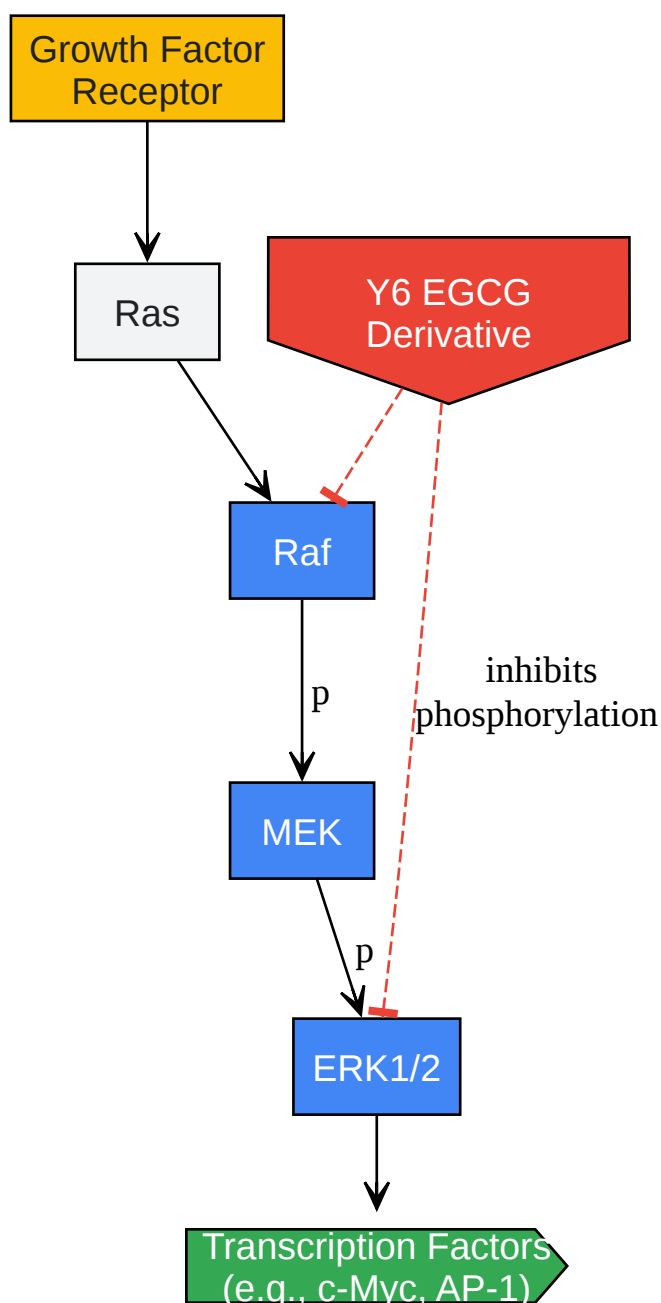 Growth Factor
Receptor
Ras
Y6 EGCG
Derivative
Raf
inhibits
phosphorylation
p
MEK
p
ERK1/2
Transcription Factors
(e.g., c-Myc, AP-1)